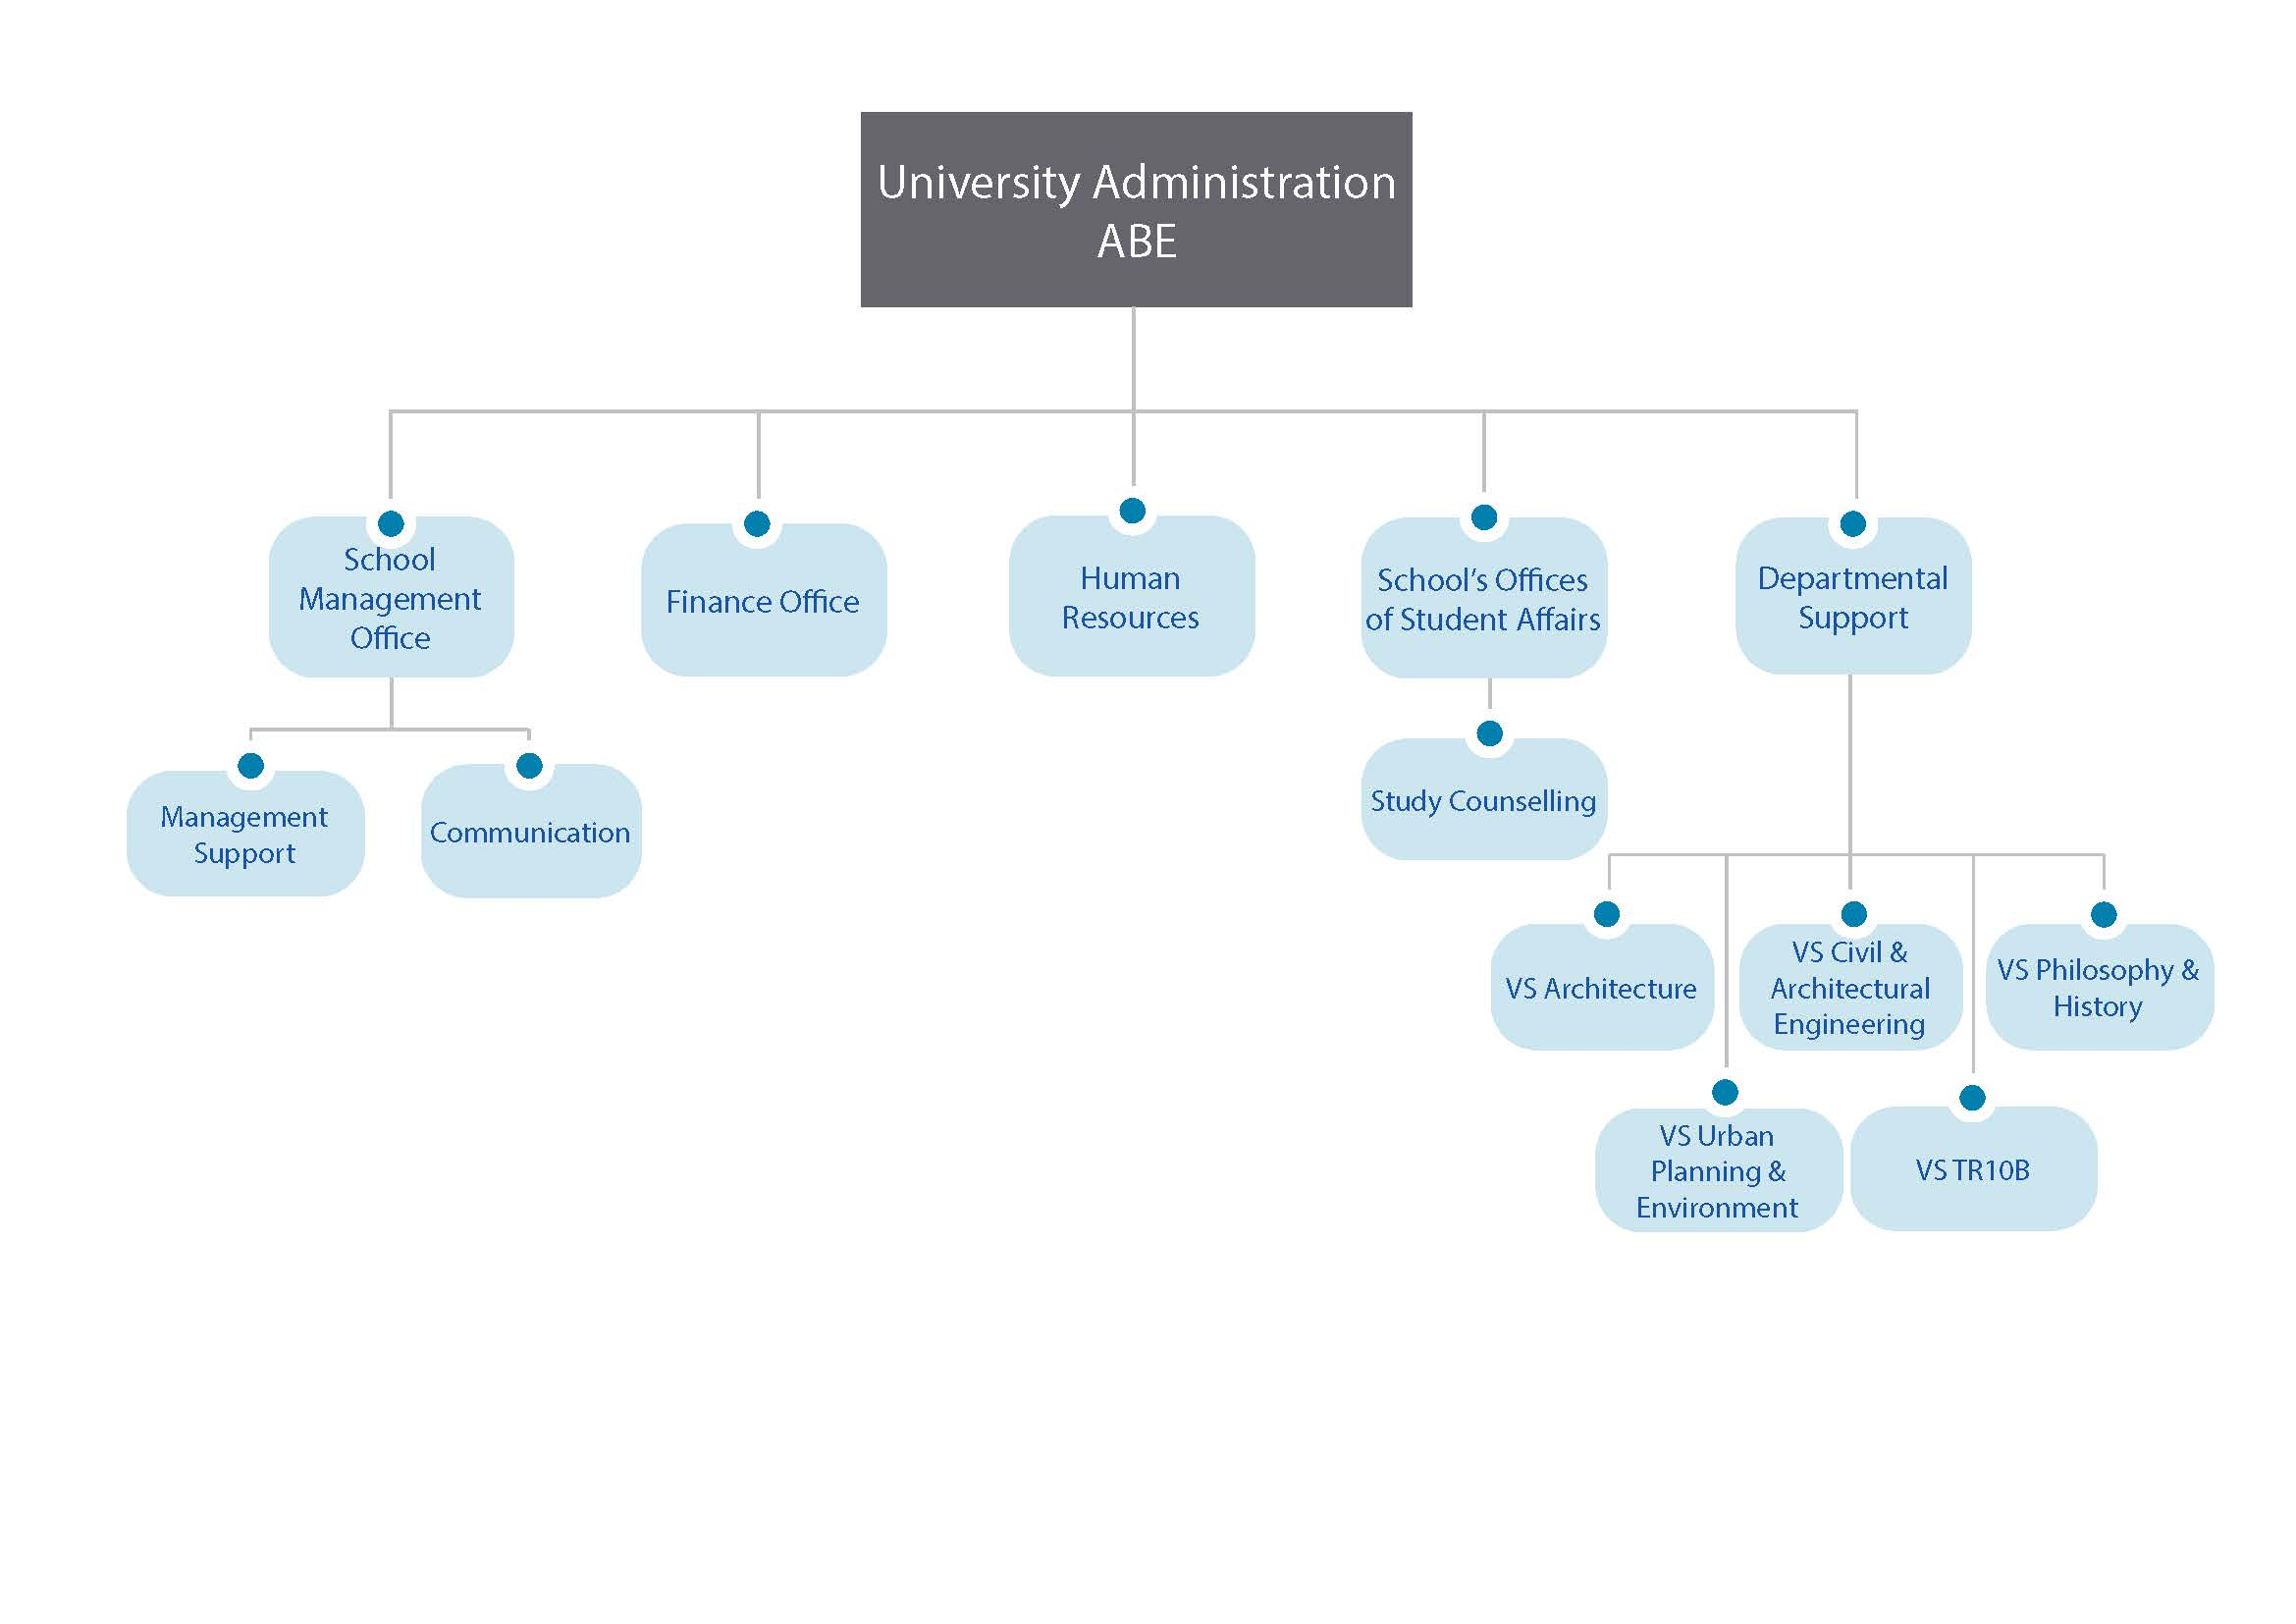 University Administration
ABE
School
Management
Office
Finance Office
Human
Resources
School’s Offices
of Student Affairs
Departmental
Support
Management
Support
Communication
Study Counselling
VS Architecture
VS Civil &
Architectural
Engineering
VS Philosophy &
History
VS Urban
Planning &
Environment
VS TR10B